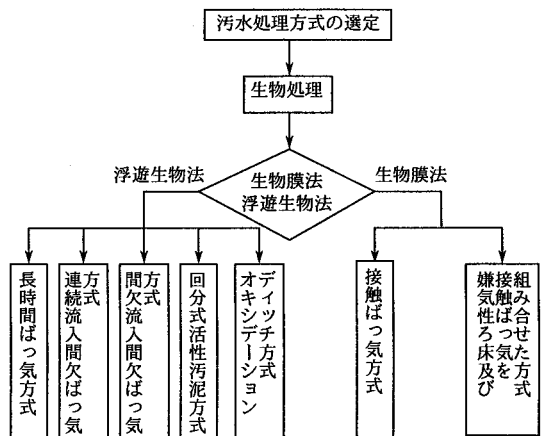 汚水処理方式の選定
生物処理
浮遊生物法
生物膜法
浮遊生物法
生物膜法
長時間ばっ気方式
連続流入間欠ばっ気
方式
間欠流入間欠ばっ気
方式
回分式活性汚泥方式
オキシデーション
ディッチ方式
接触ばっ気方式
嫌気性ろ床及び
接触ばっ気を
組み合せた方式